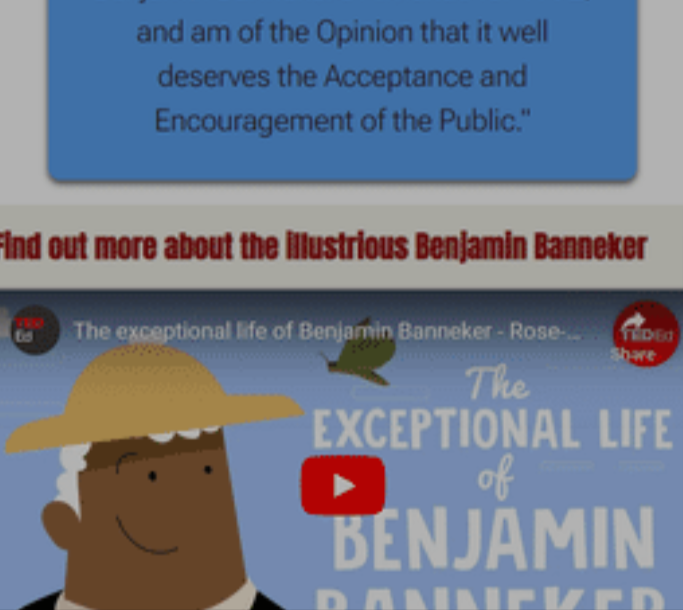 and am of the Opinion that it well
deserves the Acceptance and
Encouragement of the Public."
Find out more about the illustrious Benjamin Banneker
TED
Ed
The exceptional life of Benjamin Banneker - Rose-...
TEDEd
Share
The
EXCEPTIONAL LIFE
of
BENJAMIN
BANNEKER